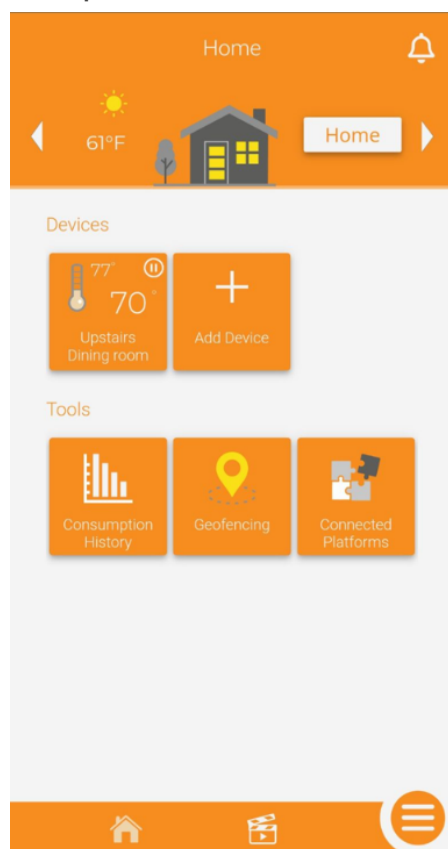 Home
61°F
Home
Devices
77°
70°
Upstairs
Dining room
Add Device
Tools
Consumption
History
Geofencing
Connected
Platforms